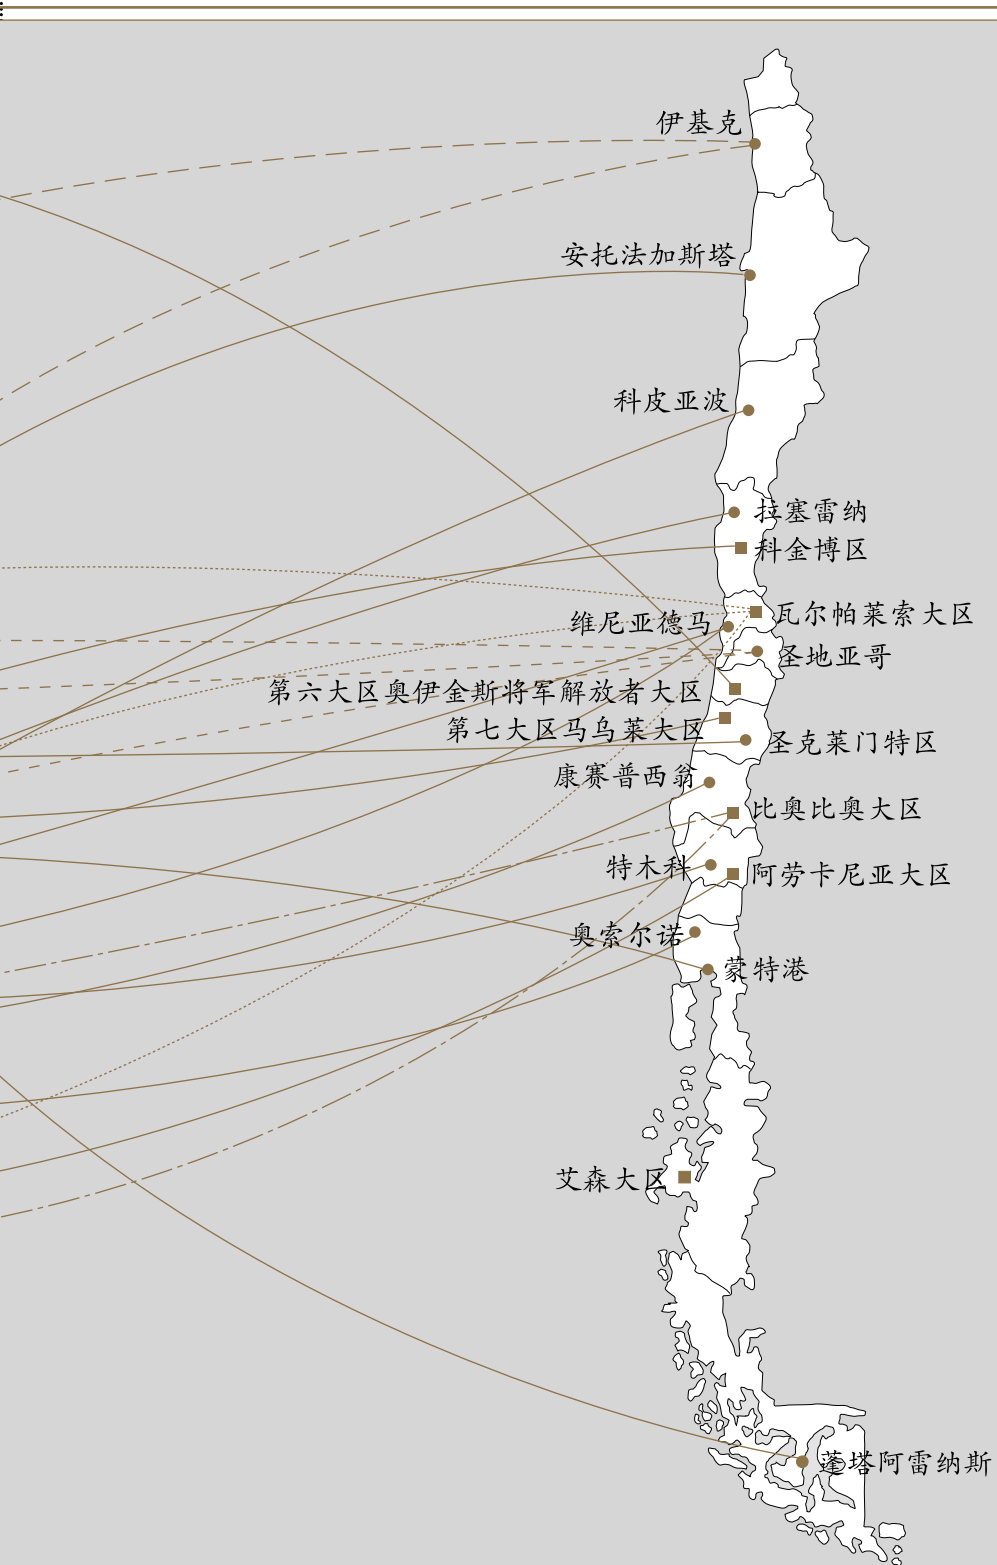 伊基克
安托法加斯塔
科皮亚波
拉塞雷纳
科金博区
瓦尔帕莱索大区
维尼亚德马
圣地亚哥
第六大区奥伊金斯将军解放者大区
第七大区马乌莱大区
圣克莱门特区
康赛普西翁
比奥比奥大区
特木科
阿劳卡尼亚大区
奥索尔诺
蒙特港
艾森大区
蓬塔阿雷纳斯